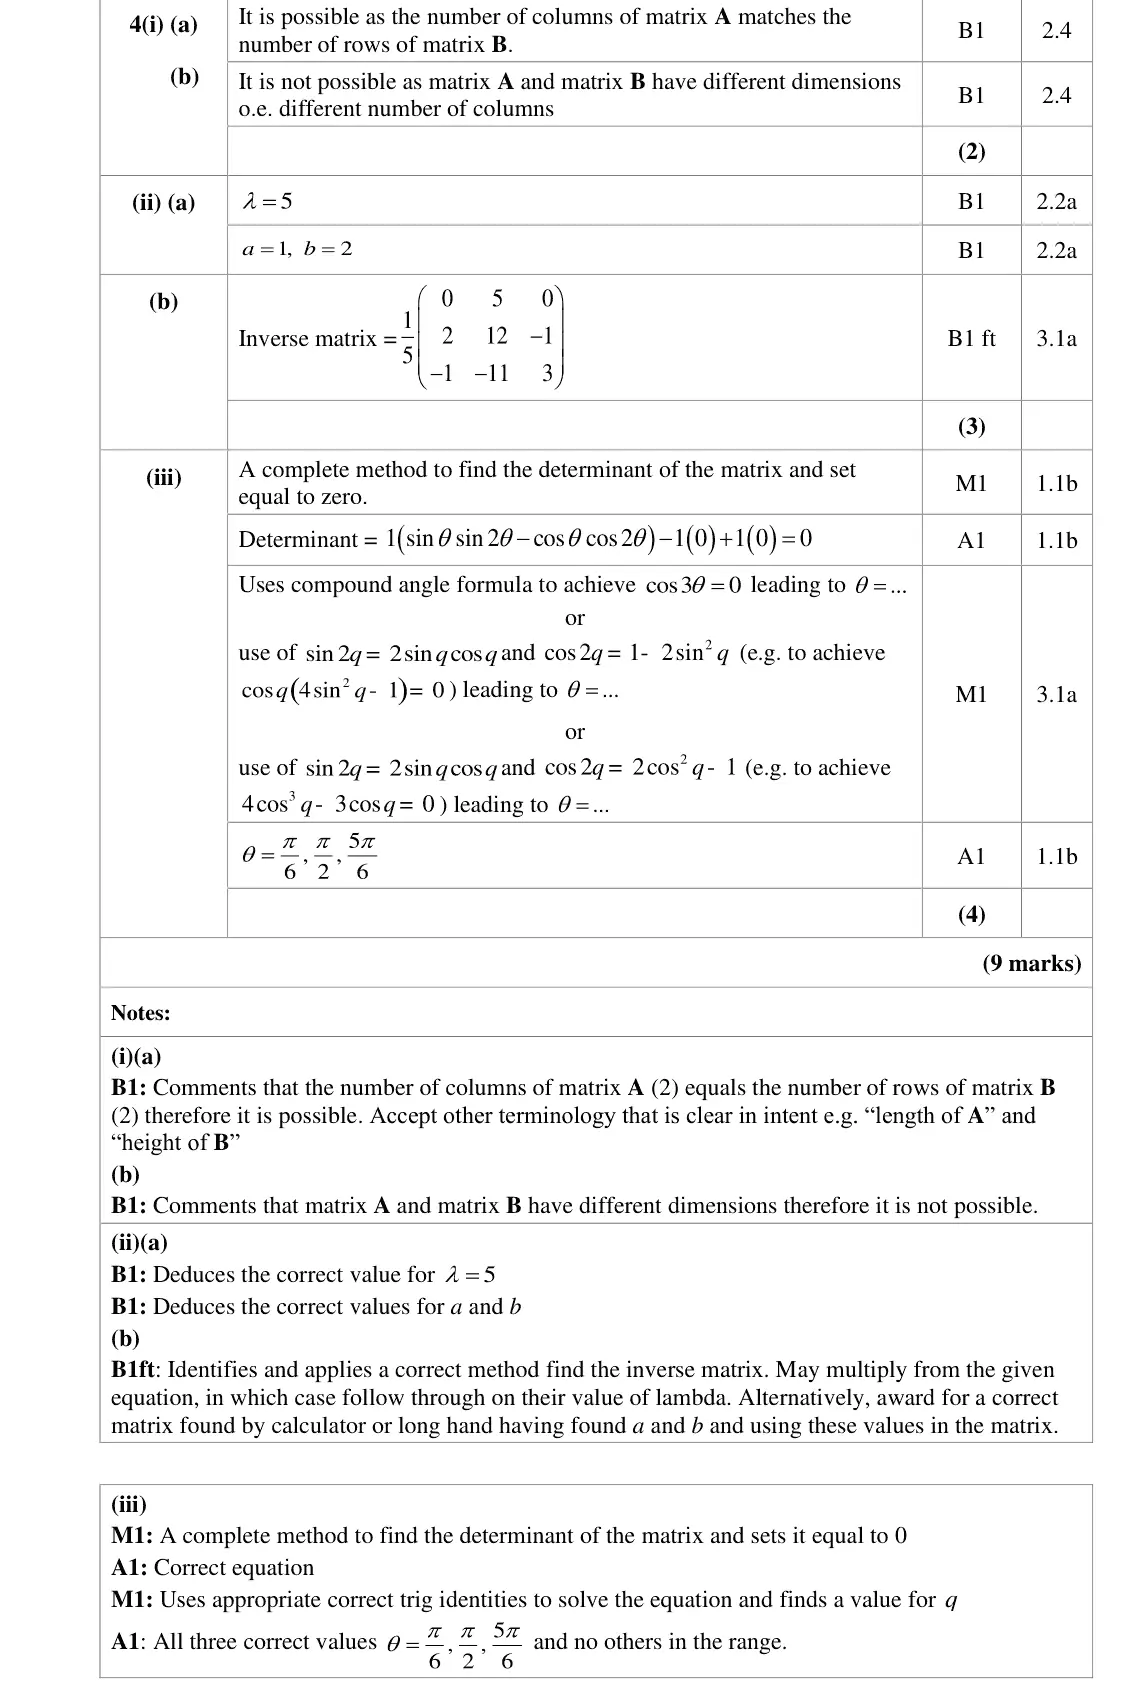 4(i) (a) It is possible as the number of columns of matrix A matches the
number of rows of matrix B. B1 2.4
(b) It is not possible as matrix A and matrix B have different dimensions
o.e. different number of columns B1 2.4
(2)
(ii) (a) λ = 5 B1 2.2a
a = 1, b = 2 B1 2.2a
(b) Inverse matrix = 1/5 ( 0 5 0
2 12 −1
−1 −11 3 ) B1 ft 3.1a
(3)
(iii) A complete method to find the determinant of the matrix and set
equal to zero. M1 1.1b
Determinant = 1(sin θ sin 2θ − cos θ cos 2θ) − 1(0) + 1(0) = 0 A1 1.1b
Uses compound angle formula to achieve cos 3θ = 0 leading to θ = ...
or
use of sin 2q = 2sin q cos q and cos 2q = 1- 2sin² q (e.g. to achieve
cos q(4sin² q - 1)= 0 ) leading to θ = ...
M1 3.1a
or
use of sin 2q = 2sin q cos q and cos 2q = 2cos² q - 1 (e.g. to achieve
4cos³ q - 3cos q = 0 ) leading to θ = ...
θ = π/6, π/2, 5π/6 A1 1.1b
(4)
(9 marks)
Notes:
(i)(a)
B1: Comments that the number of columns of matrix A (2) equals the number of rows of matrix B
(2) therefore it is possible. Accept other terminology that is clear in intent e.g. “length of A” and
“height of B”
(b)
B1: Comments that matrix A and matrix B have different dimensions therefore it is not possible.
(ii)(a)
B1: Deduces the correct value for λ = 5
B1: Deduces the correct values for a and b
(b)
B1ft: Identifies and applies a correct method find the inverse matrix. May multiply from the given
equation, in which case follow through on their value of lambda. Alternatively, award for a correct
matrix found by calculator or long hand having found a and b and using these values in the matrix.
(iii)
M1: A complete method to find the determinant of the matrix and sets it equal to 0
A1: Correct equation
M1: Uses appropriate correct trig identities to solve the equation and finds a value for q
A1: All three correct values θ = π/6, π/2, 5π/6 and no others in the range.